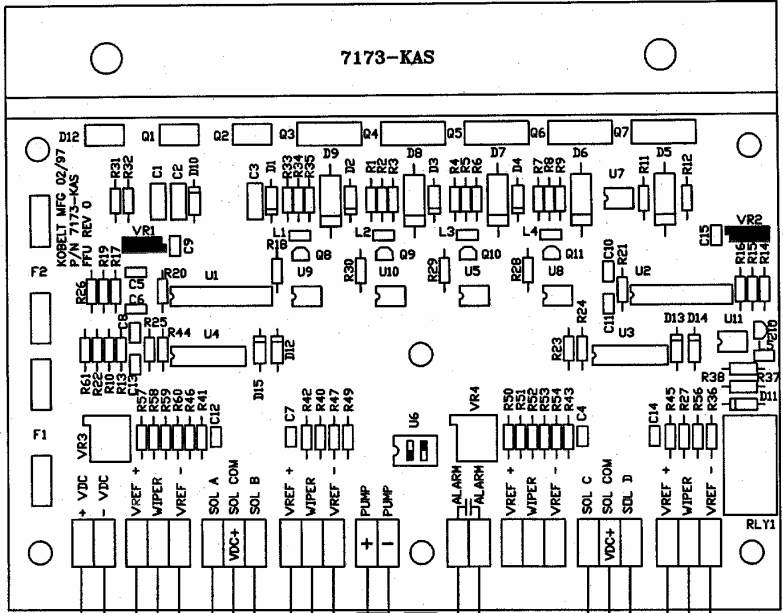 7173-KAS
D12 Q1 Q2 Q3 Q4 Q5 Q6 Q7
KOBELT MFG 02/97
P/N 7173-KAS
FFU REV 0
R31 R32 C1 C2 D10 C3 D1 R33 R34 R35 D9 D2 R1 R2 R3 D8 D3 R4 R5 R6 D7 D4 R7 R8 R9 D6 U7 R11 D5 R12
VR1 C9 R18 L1 Q8 L2 Q9 L3 Q10 L4 Q11 C15 VR2
F2 R26 R19 R17 C5 C6 R20 U1 U9 R30 U10 R29 U5 R28 U8 C10 C11 R21 U2 R16 R15 R14
R61 R22 R10 R13 C8 C13 R25 R44 U4 D15 D12 R23 R24 U3 D13 D14 U11 R38 R37 D11
F1 VR3 R57 R58 R59 R60 R46 R41 C12 C7 R42 R40 R47 R49 U6 VR4 R50 R51 R52 R53 R54 R43 C4 C14 R45 R27 R56 R36
+ VDC
- VDC
VREF +
WIPER
VREF -
SOL A
SOL COM
SOL B
VREF +
WIPER
VREF -
PUMP
PUMP
ALARM
ALARM
VREF +
WIPER
VREF -
SOL C
SOL COM
SOL D
VREF +
WIPER
VREF -
RLY1
VDC+
+ -
VDC+